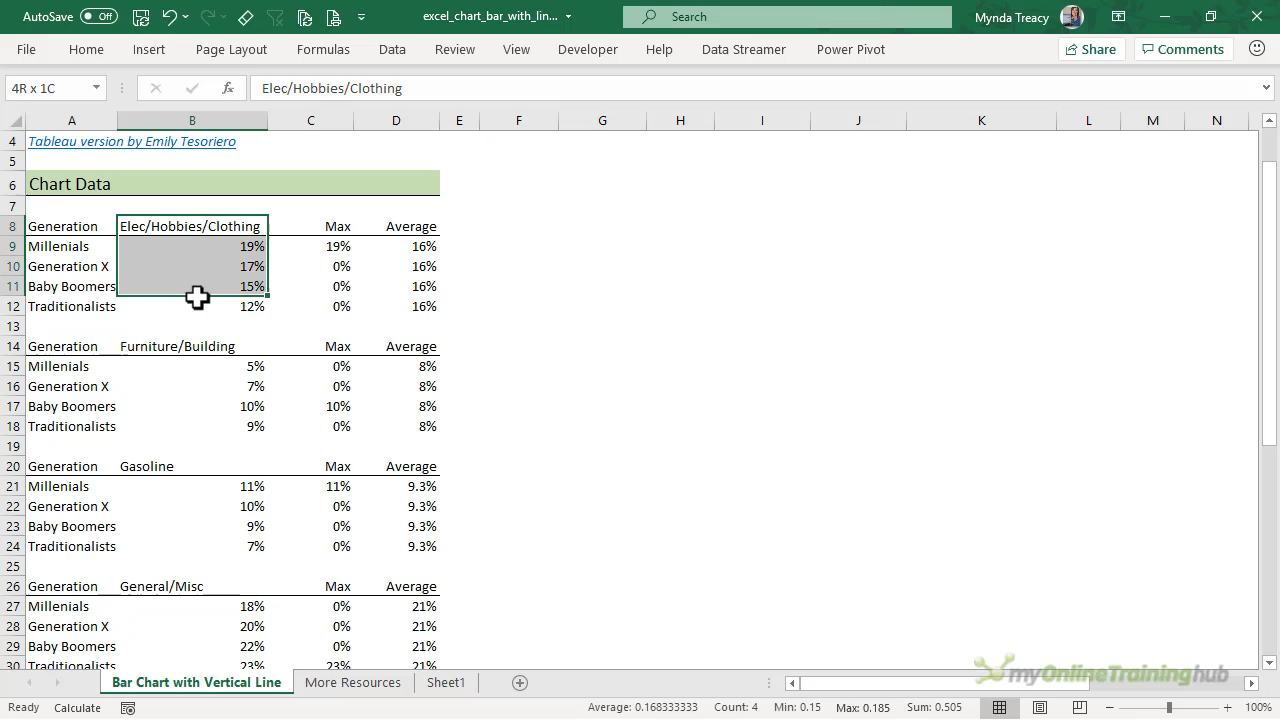 AutoSave Off excel_chart_bar_with_lin... Search Mynda Treacy
File Home Insert Page Layout Formulas Data Review View Developer Help Data Streamer Power Pivot Share Comments
4R x 1C fx Elec/Hobbies/Clothing
A B C D E F G H I J K L M N
4 Tableau version by Emily Tesoriero
5
6 Chart Data
7
8 Generation Elec/Hobbies/Clothing Max Average
9 Millenials 19% 19% 16%
10 Generation X 17% 0% 16%
11 Baby Boomers 15% 0% 16%
12 Traditionalists 12% 0% 16%
13
14 Generation Furniture/Building Max Average
15 Millenials 5% 0% 8%
16 Generation X 7% 0% 8%
17 Baby Boomers 10% 10% 8%
18 Traditionalists 9% 0% 8%
19
20 Generation Gasoline Max Average
21 Millenials 11% 11% 9.3%
22 Generation X 10% 0% 9.3%
23 Baby Boomers 9% 0% 9.3%
24 Traditionalists 7% 0% 9.3%
25
26 Generation General/Misc Max Average
27 Millenials 18% 0% 21%
28 Generation X 20% 0% 21%
29 Baby Boomers 22% 0% 21%
30 Traditionalists 23% 23% 21%
myOnlineTraininghub
Bar Chart with Vertical Line More Resources Sheet1
Ready Calculate Average: 0.168333333 Count: 4 Min: 0.15 Max: 0.185 Sum: 0.505 100%